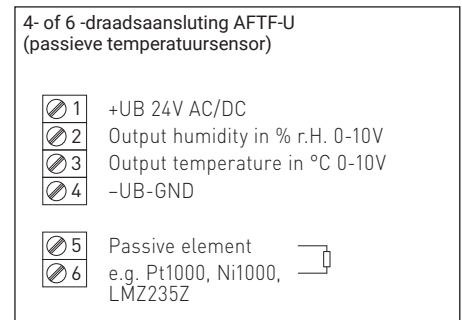 4- of 6 -draadsaansluting AFTF-U
(passieve temperatuursensor)
1 +UB 24V AC/DC
2 Output humidity in % r.H. 0-10V
3 Output temperature in °C 0-10V
4 –UB-GND
5 Passive element
6 e.g. Pt1000, Ni1000,
LMZ235Z